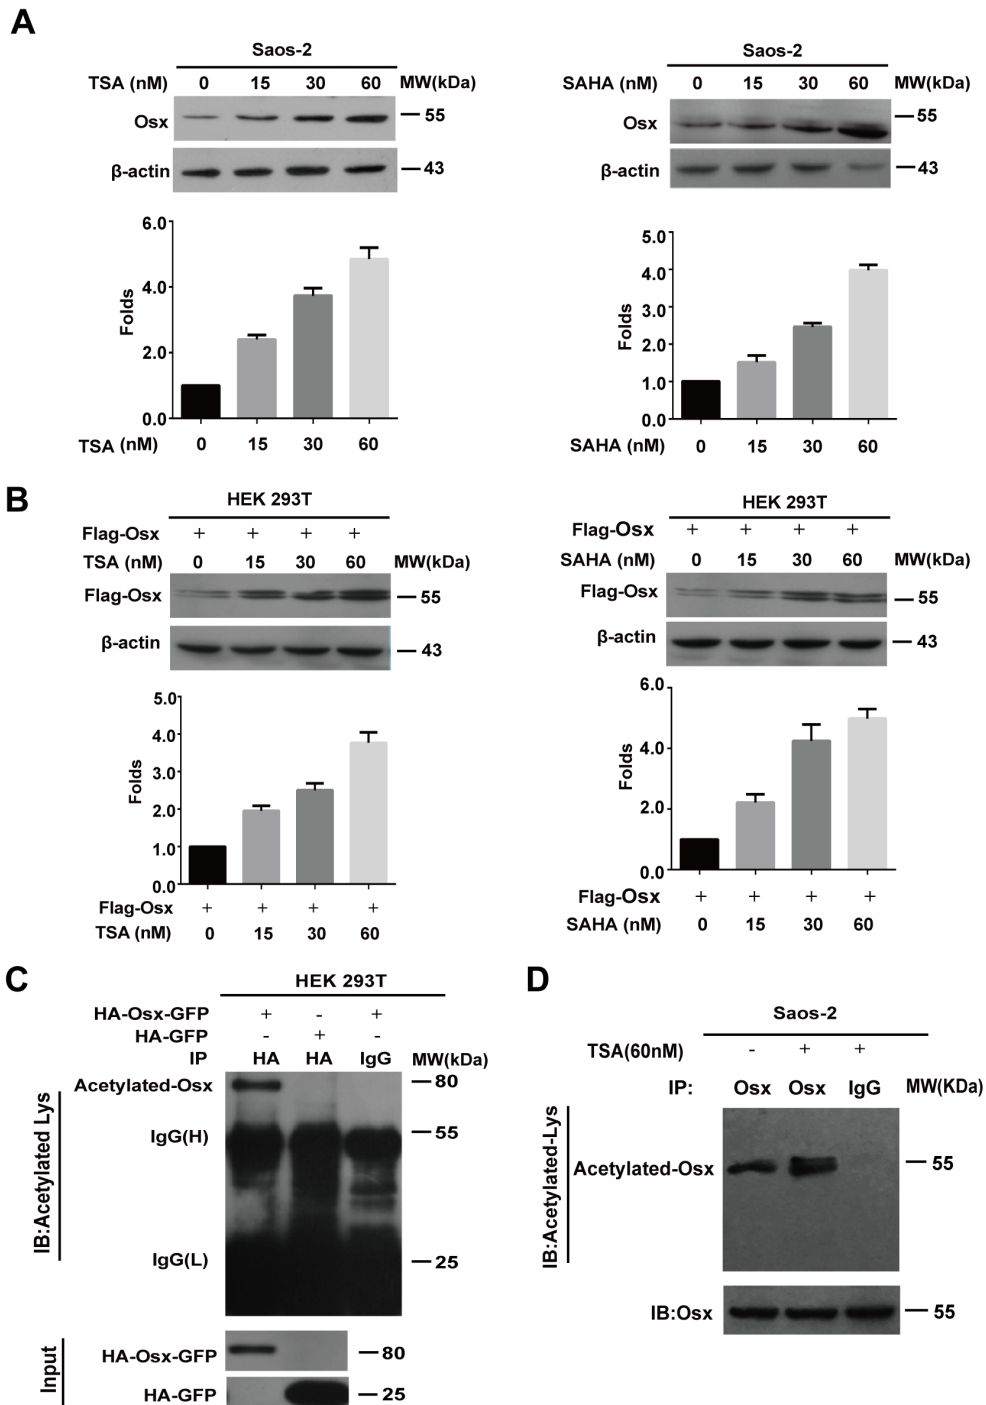 A
Saos-2
TSA (nM) 0 15 30 60 MW(kDa)
Osx 55
β-actin 43
6.0
4.0
2.0
0.0
Folds
TSA (nM) 0 15 30 60
Saos-2
SAHA (nM) 0 15 30 60 MW(kDa)
Osx 55
β-actin 43
5.0
4.0
3.0
2.0
1.0
0.0
Folds
SAHA (nM) 0 15 30 60
B
HEK 293T
Flag-Osx + + + +
TSA (nM) 0 15 30 60 MW(kDa)
Flag-Osx 55
β-actin 43
5.0
4.0
3.0
2.0
1.0
0.0
Folds
Flag-Osx + + + +
TSA (nM) 0 15 30 60
HEK 293T
Flag-Osx + + + +
SAHA (nM) 0 15 30 60 MW(kDa)
Flag-Osx 55
β-actin 43
6.0
4.0
2.0
0.0
Folds
Flag-Osx + + + +
SAHA (nM) 0 15 30 60
C
HEK 293T
HA-Osx-GFP + - +
HA-GFP - + -
IP HA HA IgG MW(kDa)
Acetylated-Osx 80
IgG(H) 55
IgG(L) 25
IB:Acetylated Lys
HA-Osx-GFP 80
HA-GFP 25
Input
D
Saos-2
TSA(60nM) - + +
IP: Osx Osx IgG MW(KDa)
Acetylated-Osx 55
IB:Acetylated-Lys
IB:Osx 55